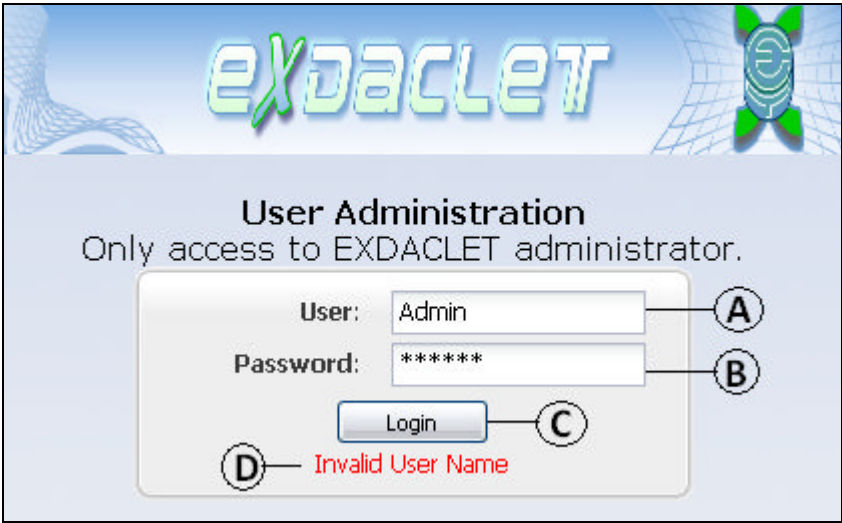 eXDACLET
User Administration
Only access to EXDACLET administrator.
User: Admin A
Password: ****** B
Login C
D Invalid User Name